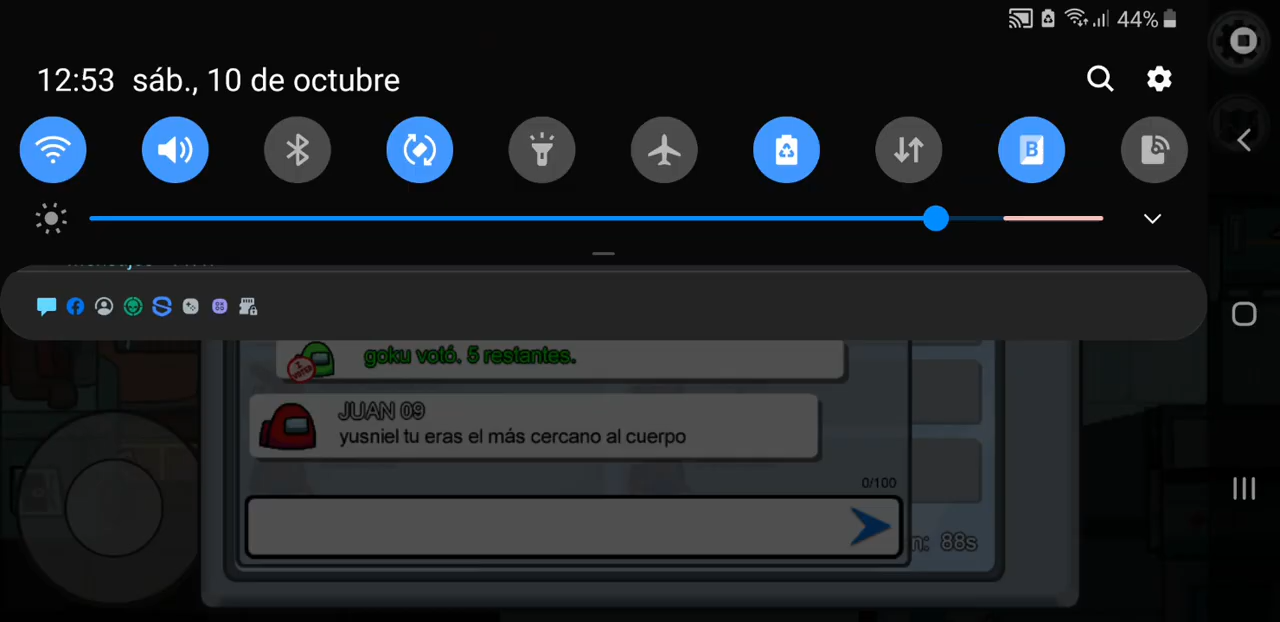 44%
12:53 sáb., 10 de octubre
B
goku votó. 5 restantes.
JUAN 09
yusniel tu eras el más cercano al cuerpo
0/100
n: 88s